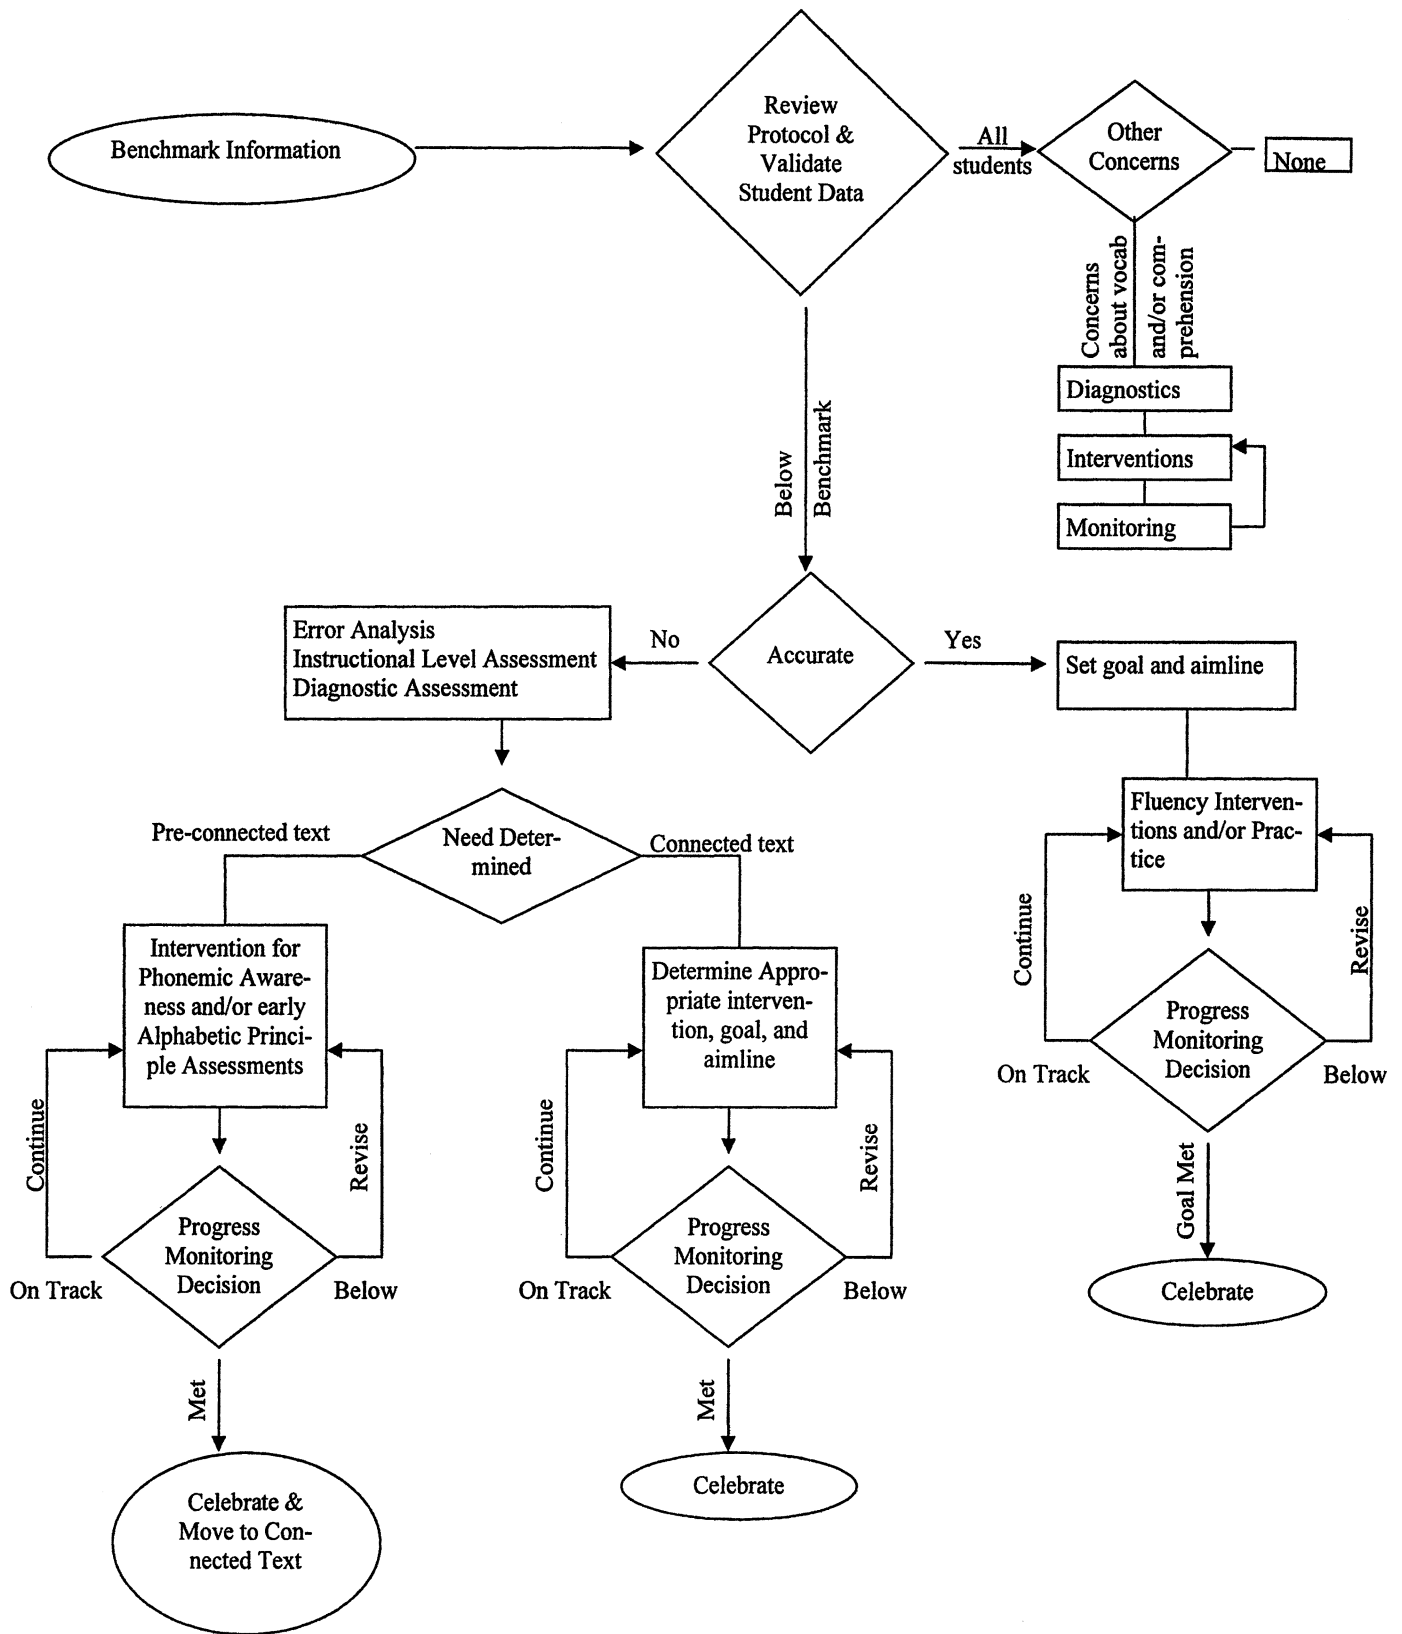 Benchmark Information
Review
Protocol &
Validate
Student Data
All
students
Other
Concerns
None
Concerns
about vocab
and/or com-
prehension
Diagnostics
Interventions
Monitoring
Below
Benchmark
Accurate
No
Yes
Error Analysis
Instructional Level Assessment
Diagnostic Assessment
Set goal and aimline
Need Deter-
mined
Pre-connected text
Connected text
Fluency Interven-
tions and/or Prac-
tice
Continue
Revise
Progress
Monitoring
Decision
On Track
Below
Goal Met
Celebrate
Intervention for
Phonemic Aware-
ness and/or early
Alphabetic Princi-
ple Assessments
Continue
Revise
Progress
Monitoring
Decision
On Track
Below
Met
Celebrate &
Move to Con-
nected Text
Determine Appro-
priate interven-
tion, goal, and
aimline
Continue
Revise
Progress
Monitoring
Decision
On Track
Below
Met
Celebrate